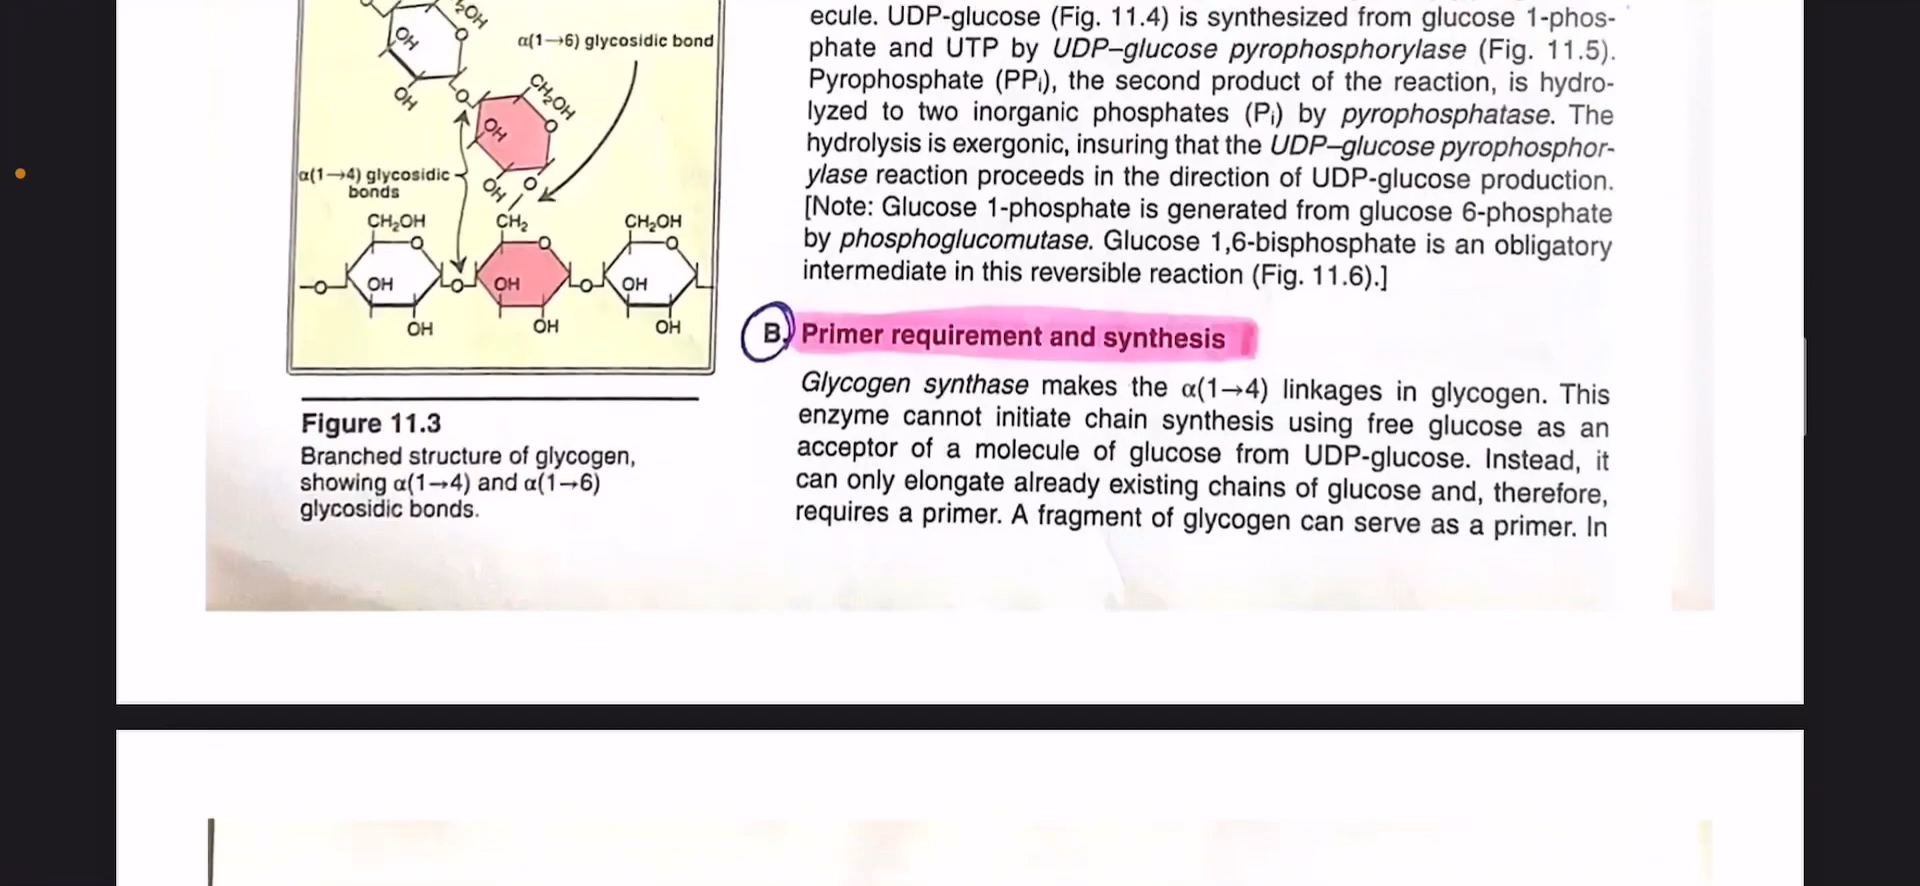 α(1→6) glycosidic bond
OH
OH
CH₂OH
O
O
OH
O
α(1→4) glycosidic
bonds
OH
O
CH₂OH
CH₂
CH₂OH
O
O
O
O
OH
O
OH
O
OH
OH
OH
OH
Figure 11.3
Branched structure of glycogen,
showing α(1→4) and α(1→6)
glycosidic bonds.
ecule. UDP-glucose (Fig. 11.4) is synthesized from glucose 1-phos-
phate and UTP by UDP–glucose pyrophosphorylase (Fig. 11.5).
Pyrophosphate (PPᵢ), the second product of the reaction, is hydro-
lyzed to two inorganic phosphates (Pᵢ) by pyrophosphatase. The
hydrolysis is exergonic, insuring that the UDP–glucose pyrophosphor-
ylase reaction proceeds in the direction of UDP-glucose production.
[Note: Glucose 1-phosphate is generated from glucose 6-phosphate
by phosphoglucomutase. Glucose 1,6-bisphosphate is an obligatory
intermediate in this reversible reaction (Fig. 11.6).]
B. Primer requirement and synthesis
Glycogen synthase makes the α(1→4) linkages in glycogen. This
enzyme cannot initiate chain synthesis using free glucose as an
acceptor of a molecule of glucose from UDP-glucose. Instead, it
can only elongate already existing chains of glucose and, therefore,
requires a primer. A fragment of glycogen can serve as a primer. In